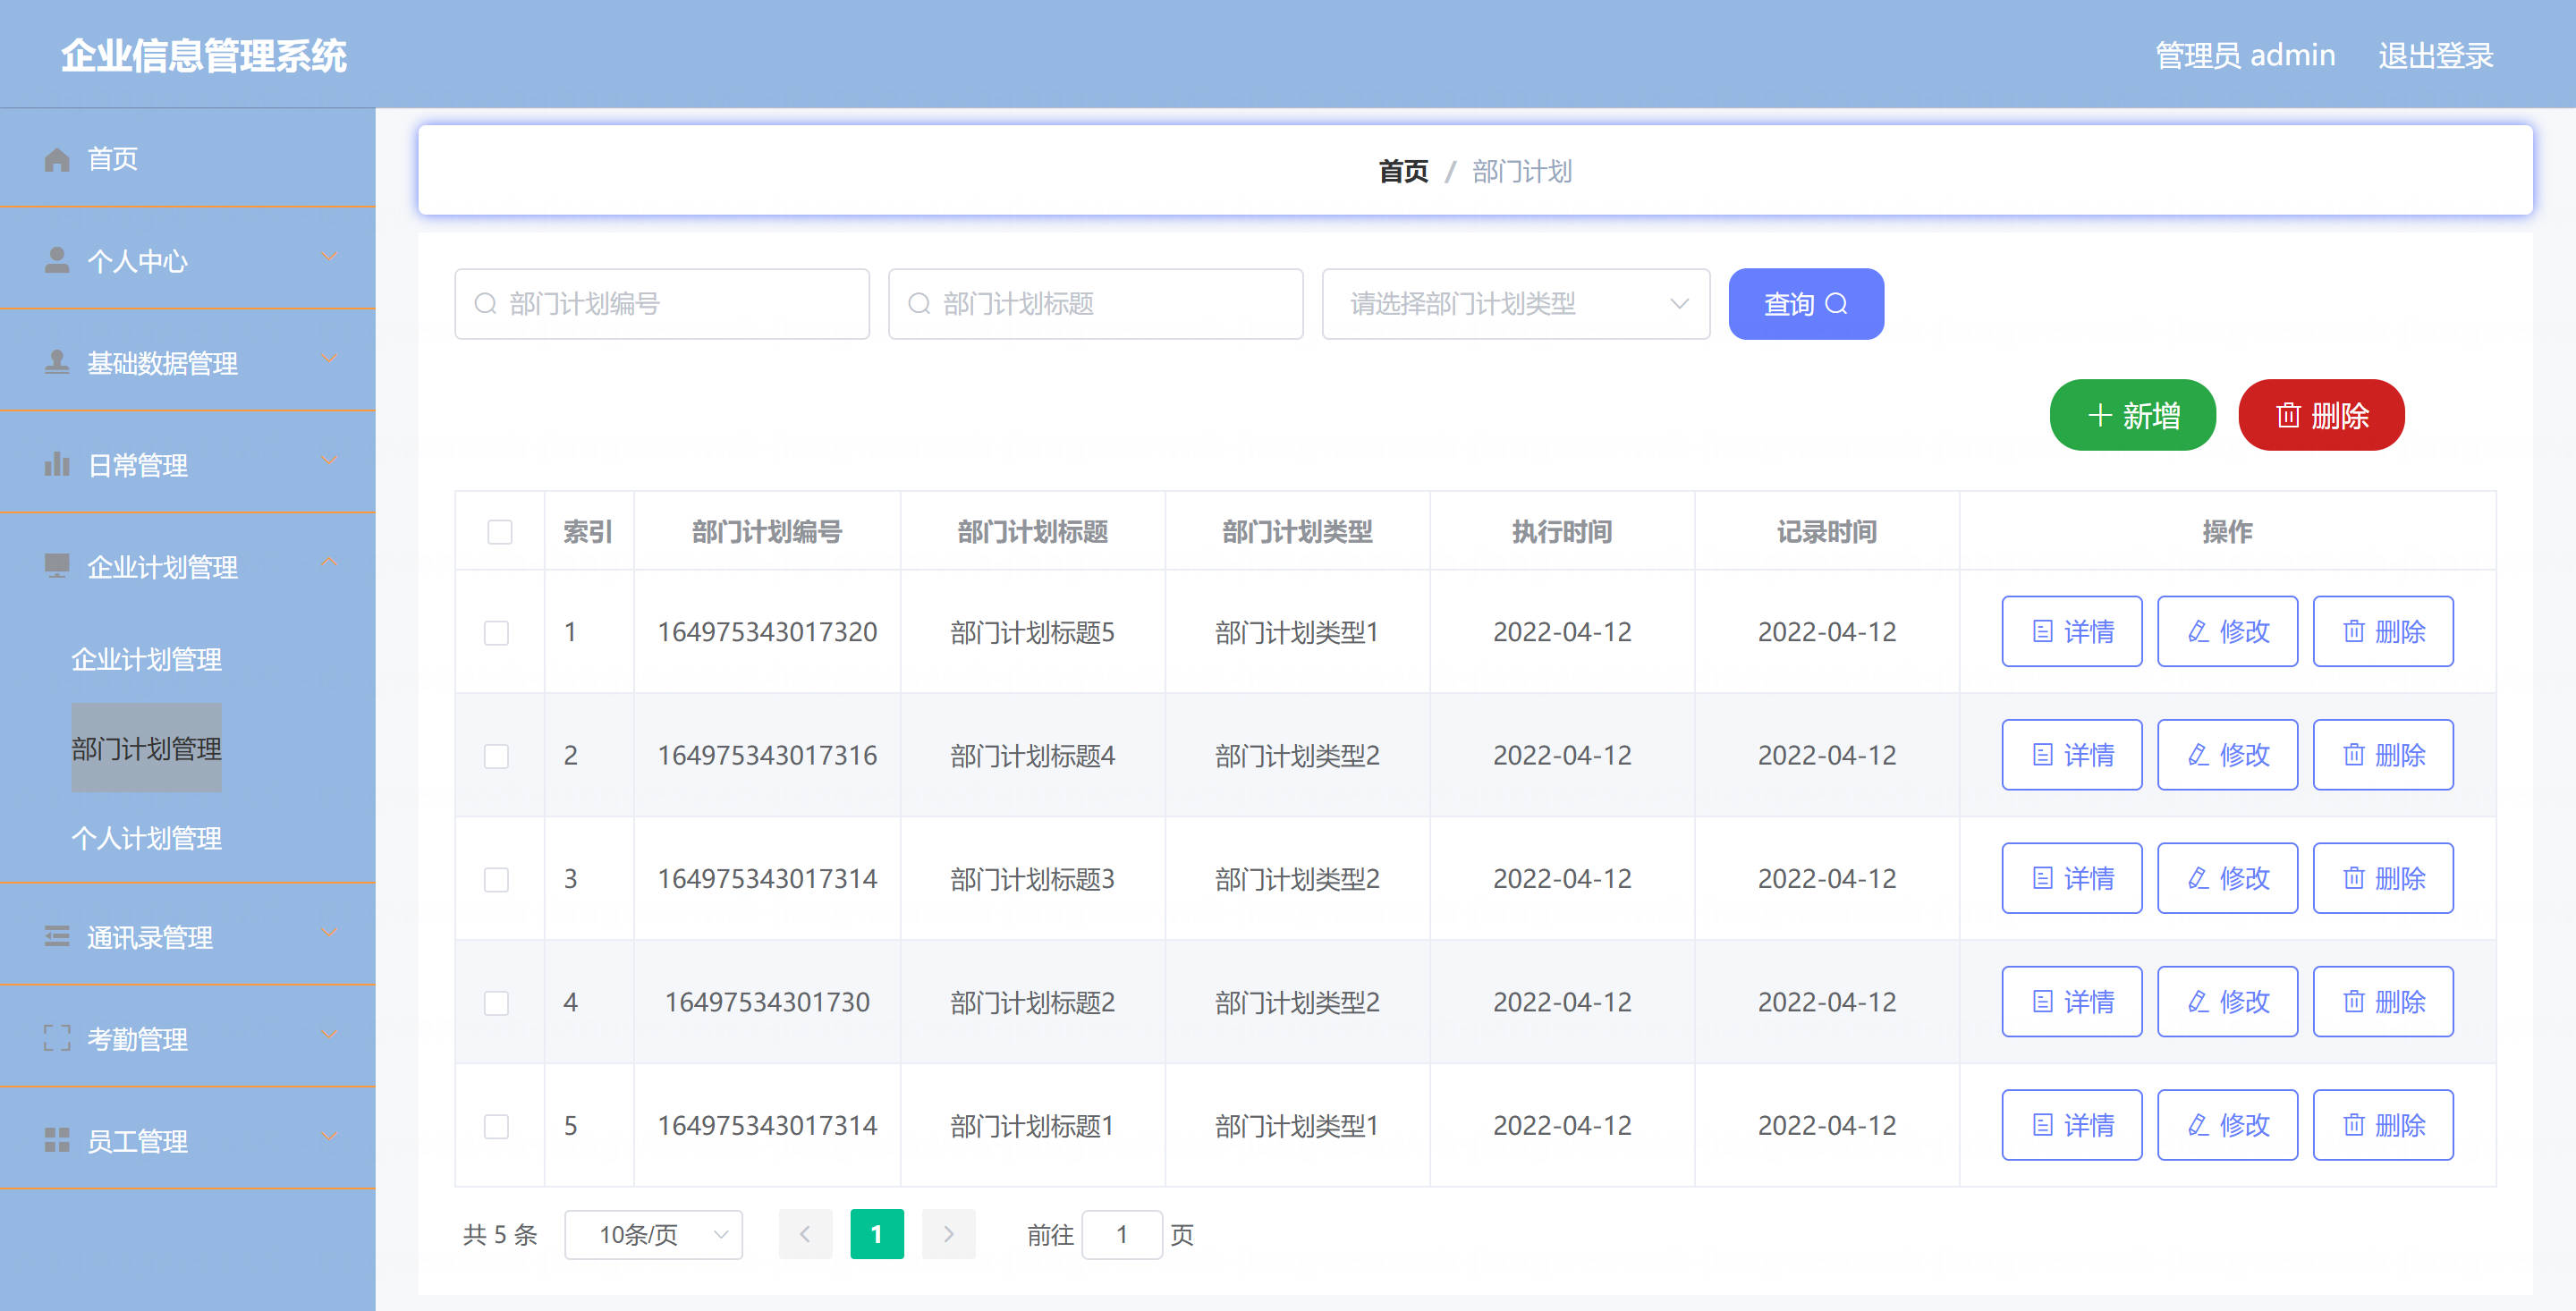 企业信息管理系统
管理员 admin 退出登录
首页
个人中心
基础数据管理
日常管理
企业计划管理
企业计划管理
部门计划管理
个人计划管理
通讯录管理
考勤管理
员工管理
首页 / 部门计划
部门计划编号 部门计划标题 请选择部门计划类型 查询
新增 删除
索引 部门计划编号 部门计划标题 部门计划类型 执行时间 记录时间 操作
1 164975343017320 部门计划标题5 部门计划类型1 2022-04-12 2022-04-12 详情 修改 删除
2 164975343017316 部门计划标题4 部门计划类型2 2022-04-12 2022-04-12 详情 修改 删除
3 164975343017314 部门计划标题3 部门计划类型2 2022-04-12 2022-04-12 详情 修改 删除
4 16497534301730 部门计划标题2 部门计划类型2 2022-04-12 2022-04-12 详情 修改 删除
5 164975343017314 部门计划标题1 部门计划类型1 2022-04-12 2022-04-12 详情 修改 删除
共 5 条 10条/页 1 前往 1 页